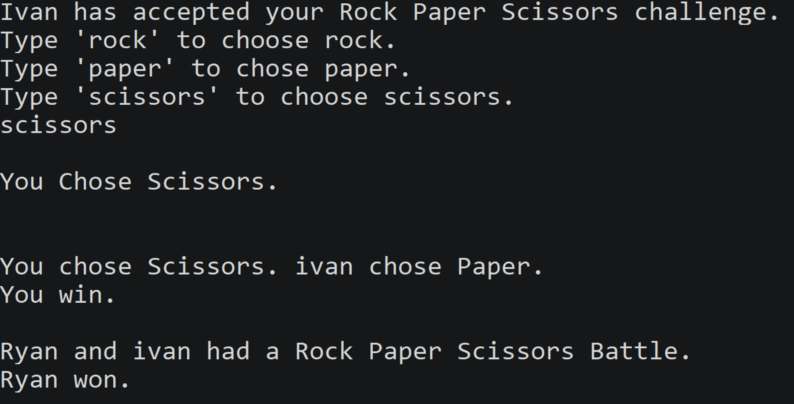 Ivan has accepted your Rock Paper Scissors challenge.
Type 'rock' to choose rock.
Type 'paper' to chose paper.
Type 'scissors' to choose scissors.
scissors
You Chose Scissors.
You chose Scissors. ivan chose Paper.
You win.
Ryan and ivan had a Rock Paper Scissors Battle.
Ryan won.